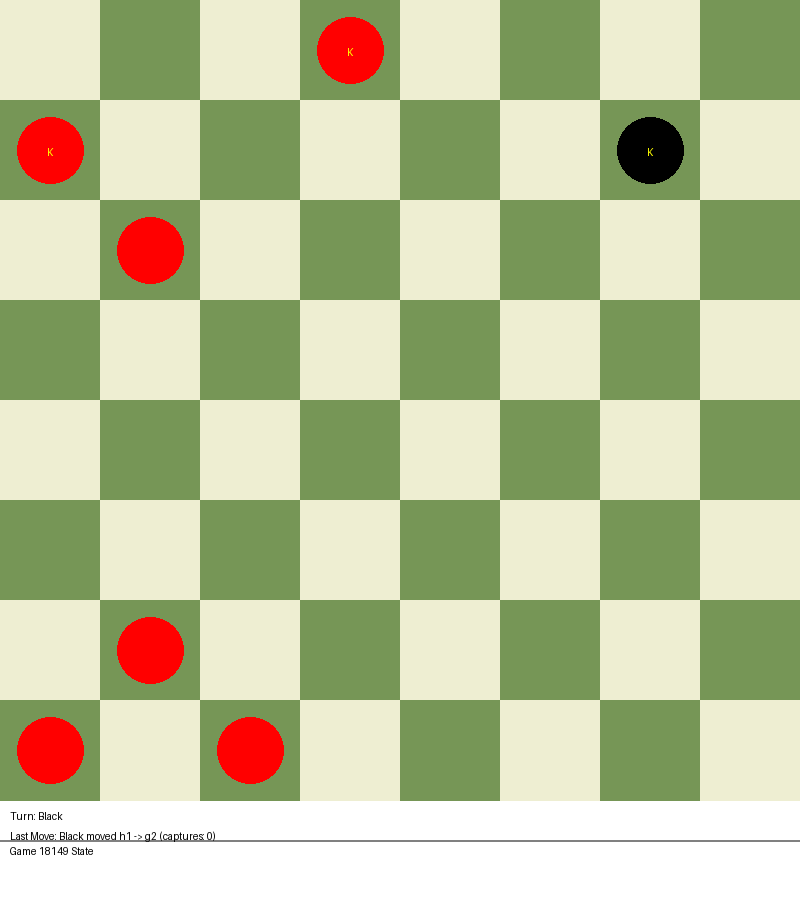 K
K
K
Turn: Black
Last Move: Black moved h1 -> g2 (captures: 0)
Game 18149 State